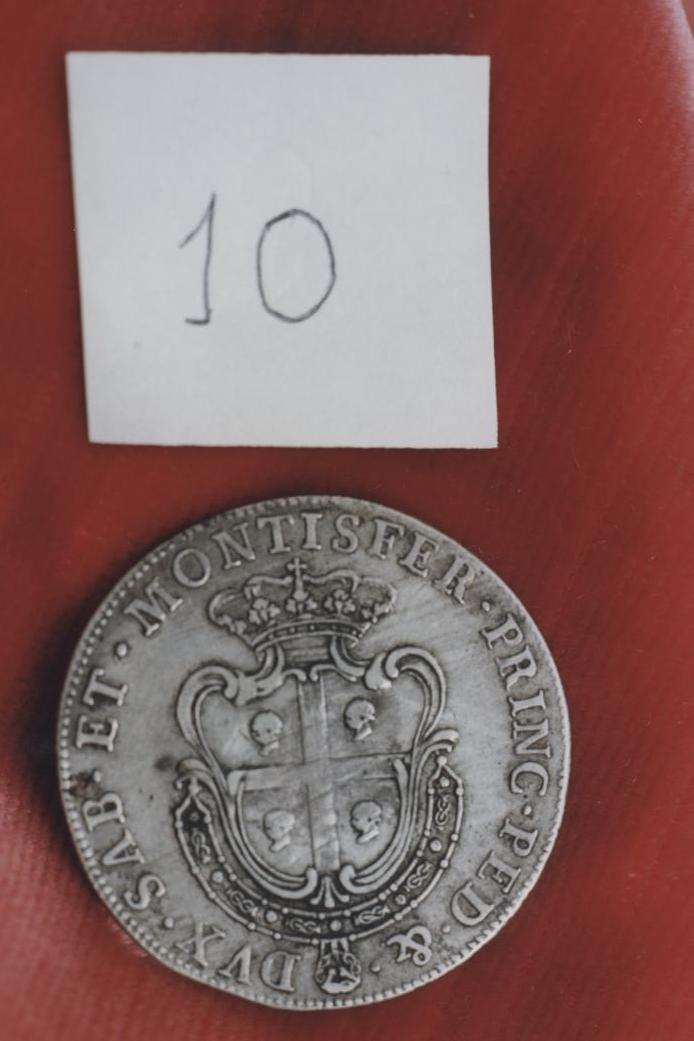 10
DVX · SAB · ET · MONTISFER · PRINC · PED · & ·